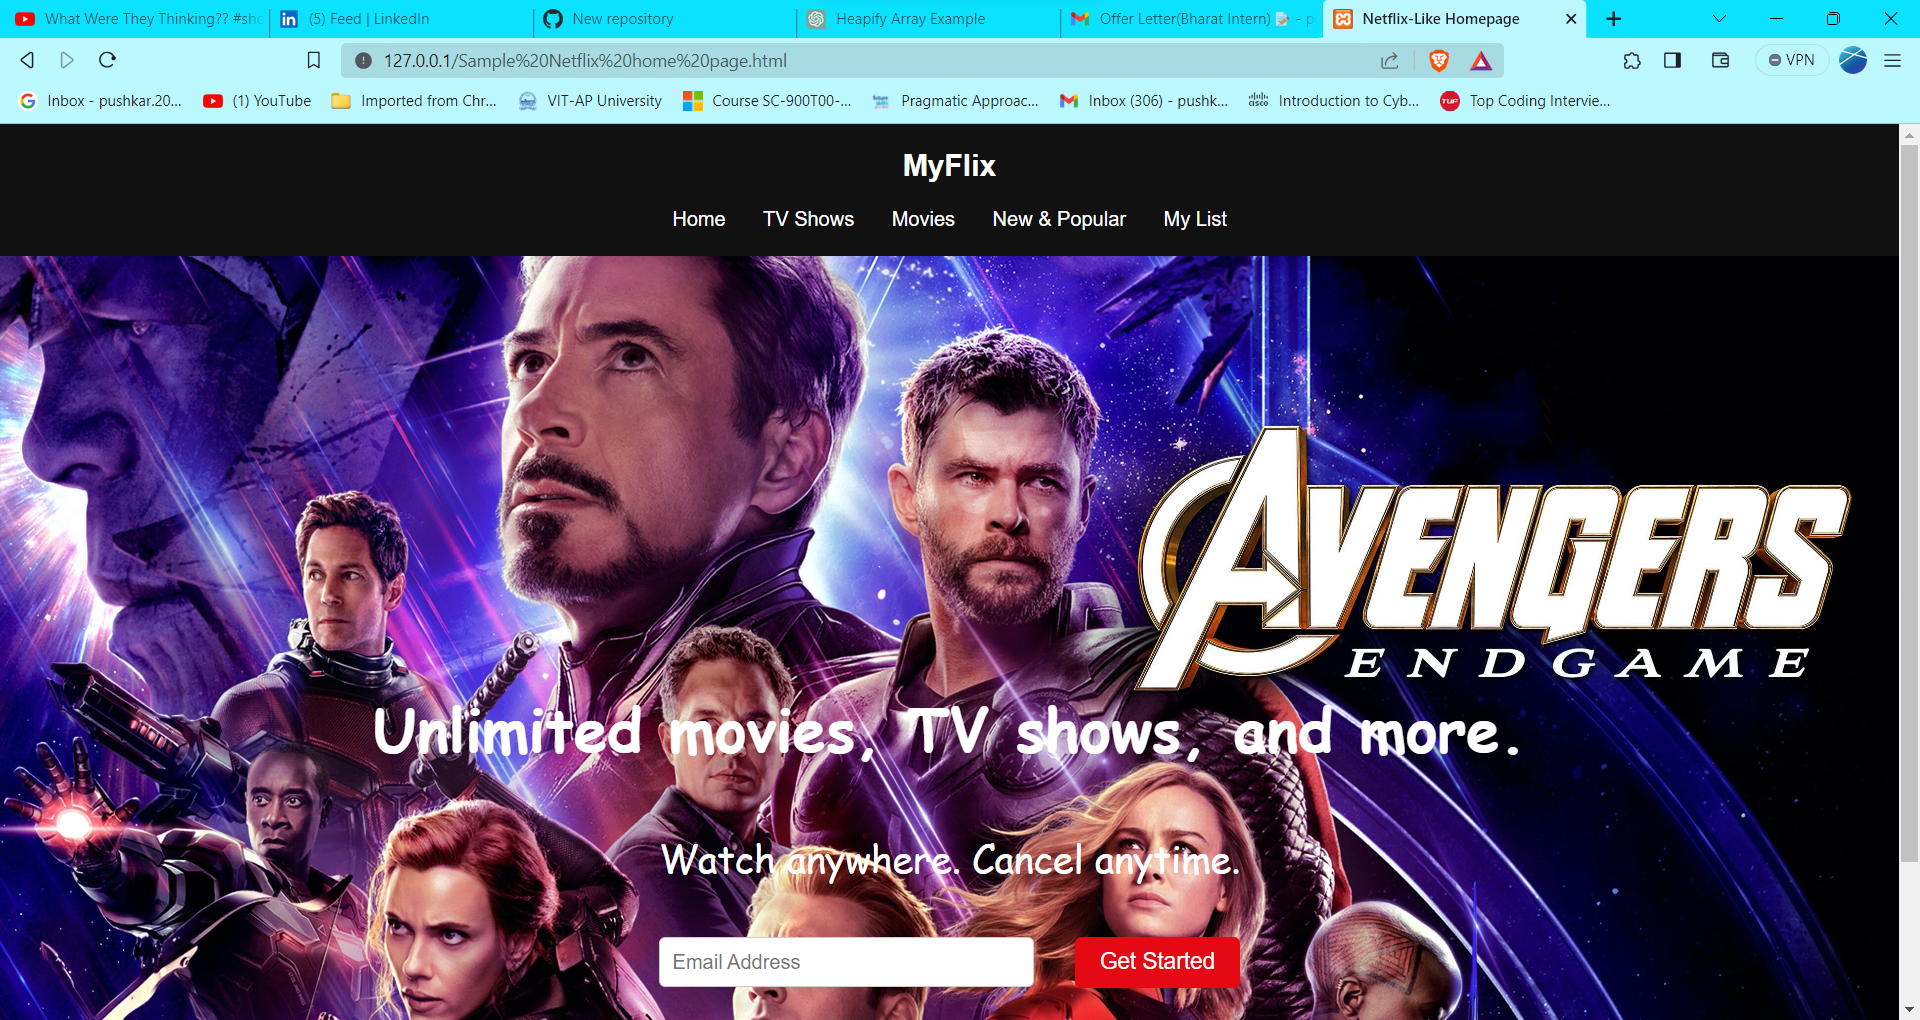 What Were They Thinking?? #sho
(5) Feed | LinkedIn
New repository
Heapify Array Example
Offer Letter(Bharat Intern) - p
Netflix-Like Homepage
127.0.0.1/Sample%20Netflix%20home%20page.html
VPN
Inbox - pushkar.20...
(1) YouTube
Imported from Chr...
VIT-AP University
Course SC-900T00-...
Pragmatic Approac...
Inbox (306) - pushk...
Introduction to Cyb...
Top Coding Intervie...
MyFlix
Home TV Shows Movies New & Popular My List
AVENGERS
ENDGAME
Unlimited movies, TV shows, and more.
Watch anywhere. Cancel anytime.
Email Address
Get Started